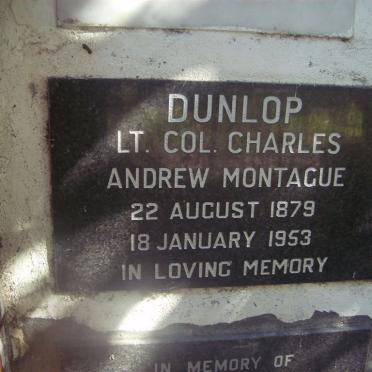 DUNLOP
LT. COL. CHARLES
ANDREW MONTAGUE
22 AUGUST 1879
18 JANUARY 1953
IN LOVING MEMORY
IN MEMORY OF